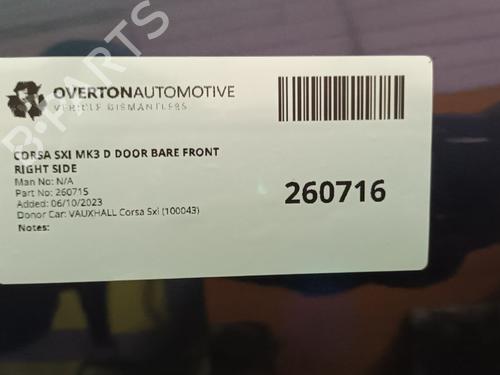 OVERTONAUTOMOTIVE
VEHICLE DISMANTLERS
CORSA SXI MK3 D DOOR BARE FRONT
RIGHT SIDE
Man No: N/A
Part No: 260715
Added: 06/10/2023
Donor Car: VAUXHALL Corsa Sxi (100043)
Notes:
260716
B-PARTS